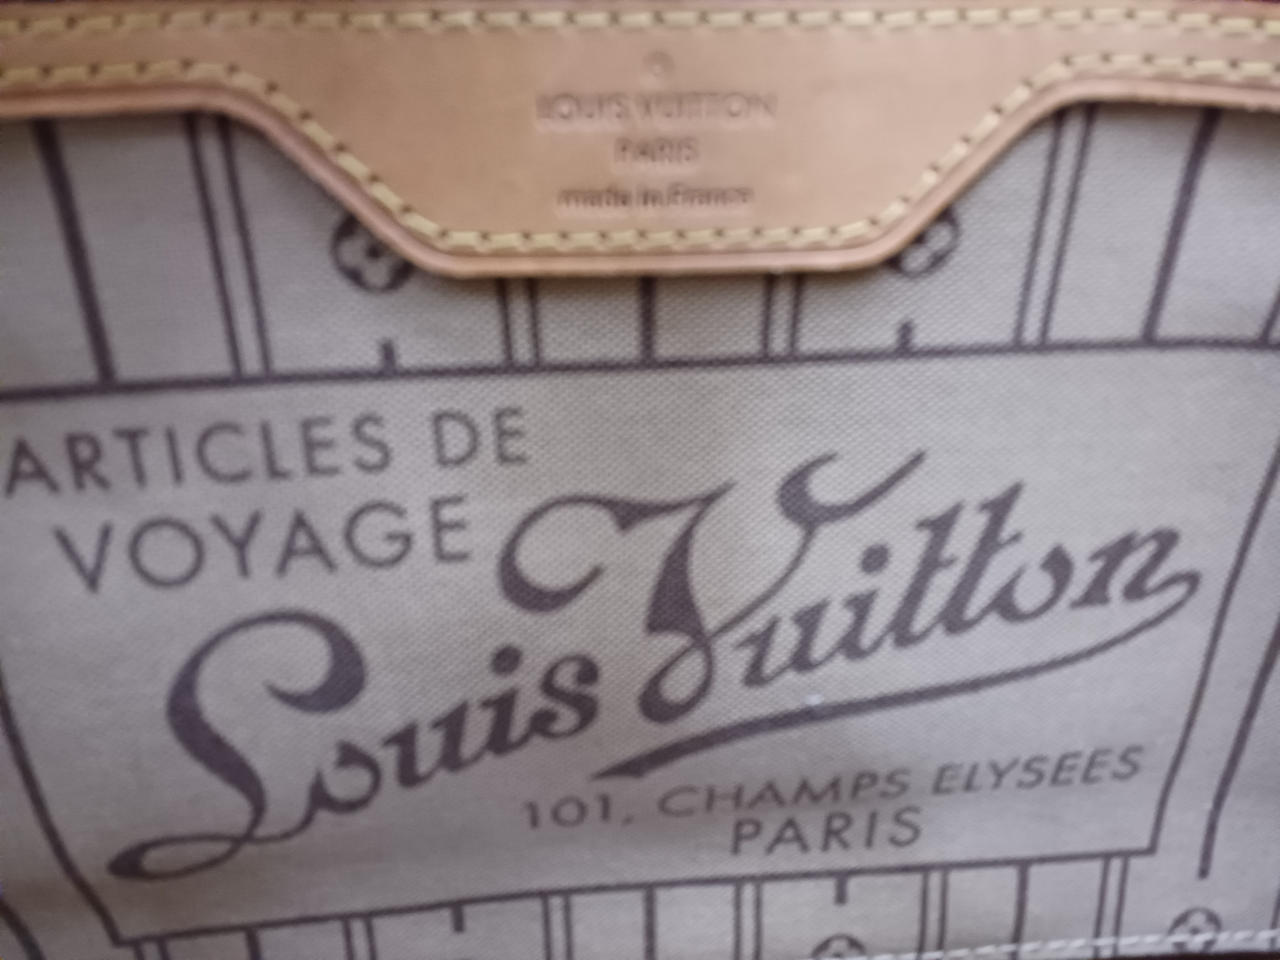 LOUIS VUITTON
PARIS
made in France
ARTICLES DE
VOYAGE
Louis Vuitton
101, CHAMPS ELYSEES
PARIS